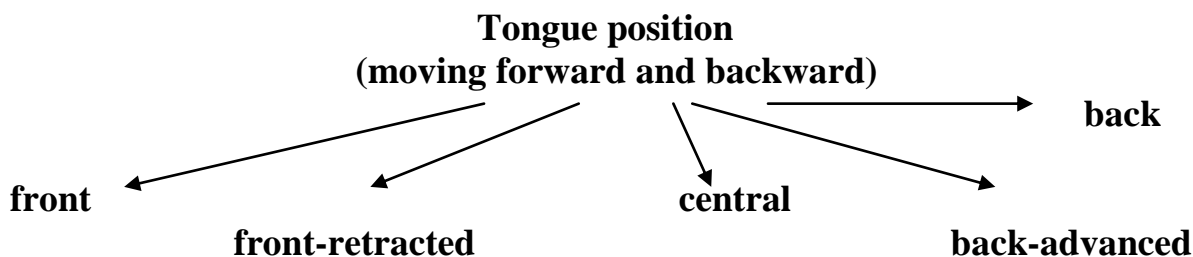 Tongue position
(moving forward and backward)
back
front
central
front-retracted
back-advanced